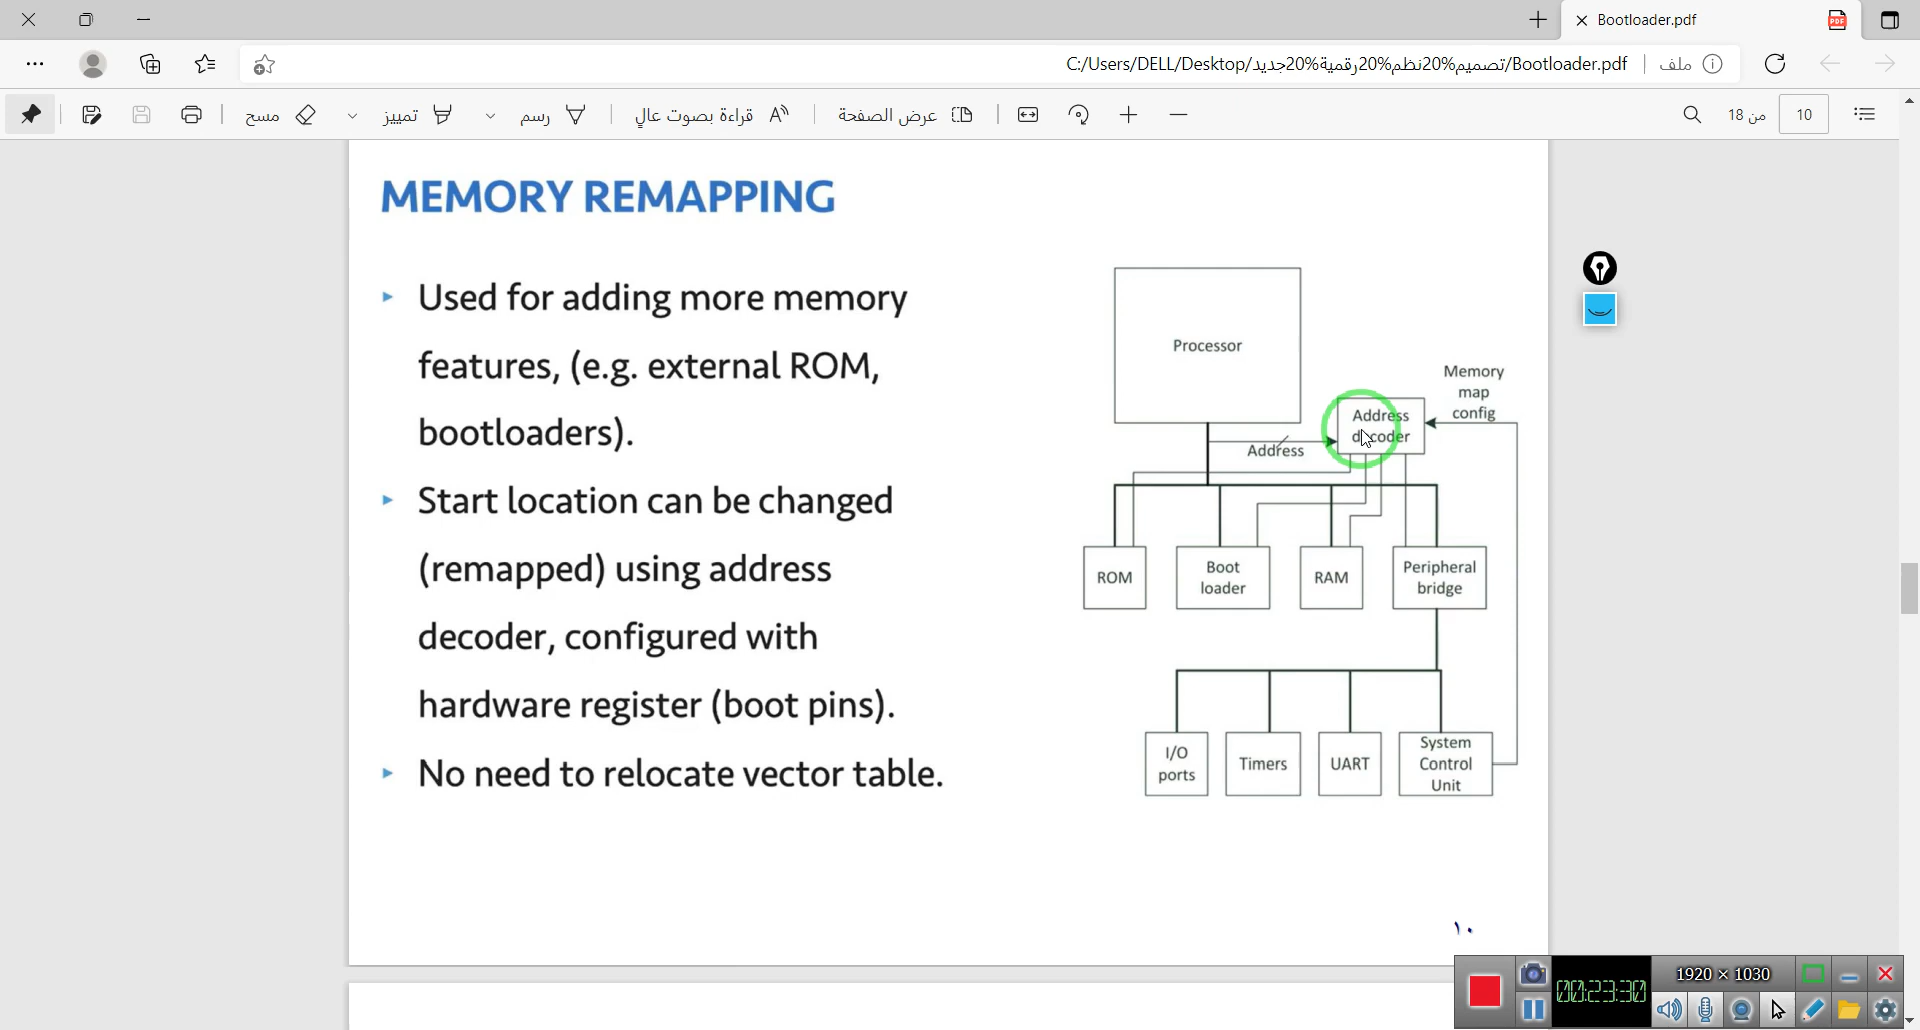 Bootloader.pdf
C:/Users/DELL/Desktop/تصميم%20نظم%20رقمية%20جديد/Bootloader.pdf
ملف
مسح
تمييز
رسم
قراءة بصوت عالٍ
عرض الصفحة
من 18
10
MEMORY REMAPPING
Used for adding more memory
features, (e.g. external ROM,
bootloaders).
Start location can be changed
(remapped) using address
decoder, configured with
hardware register (boot pins).
No need to relocate vector table.
Processor
Memory
map
config
Address
decoder
Address
ROM
Boot
loader
RAM
Peripheral
bridge
I/O
ports
Timers
UART
System
Control
Unit
١٠
00:23:30
1920 × 1030